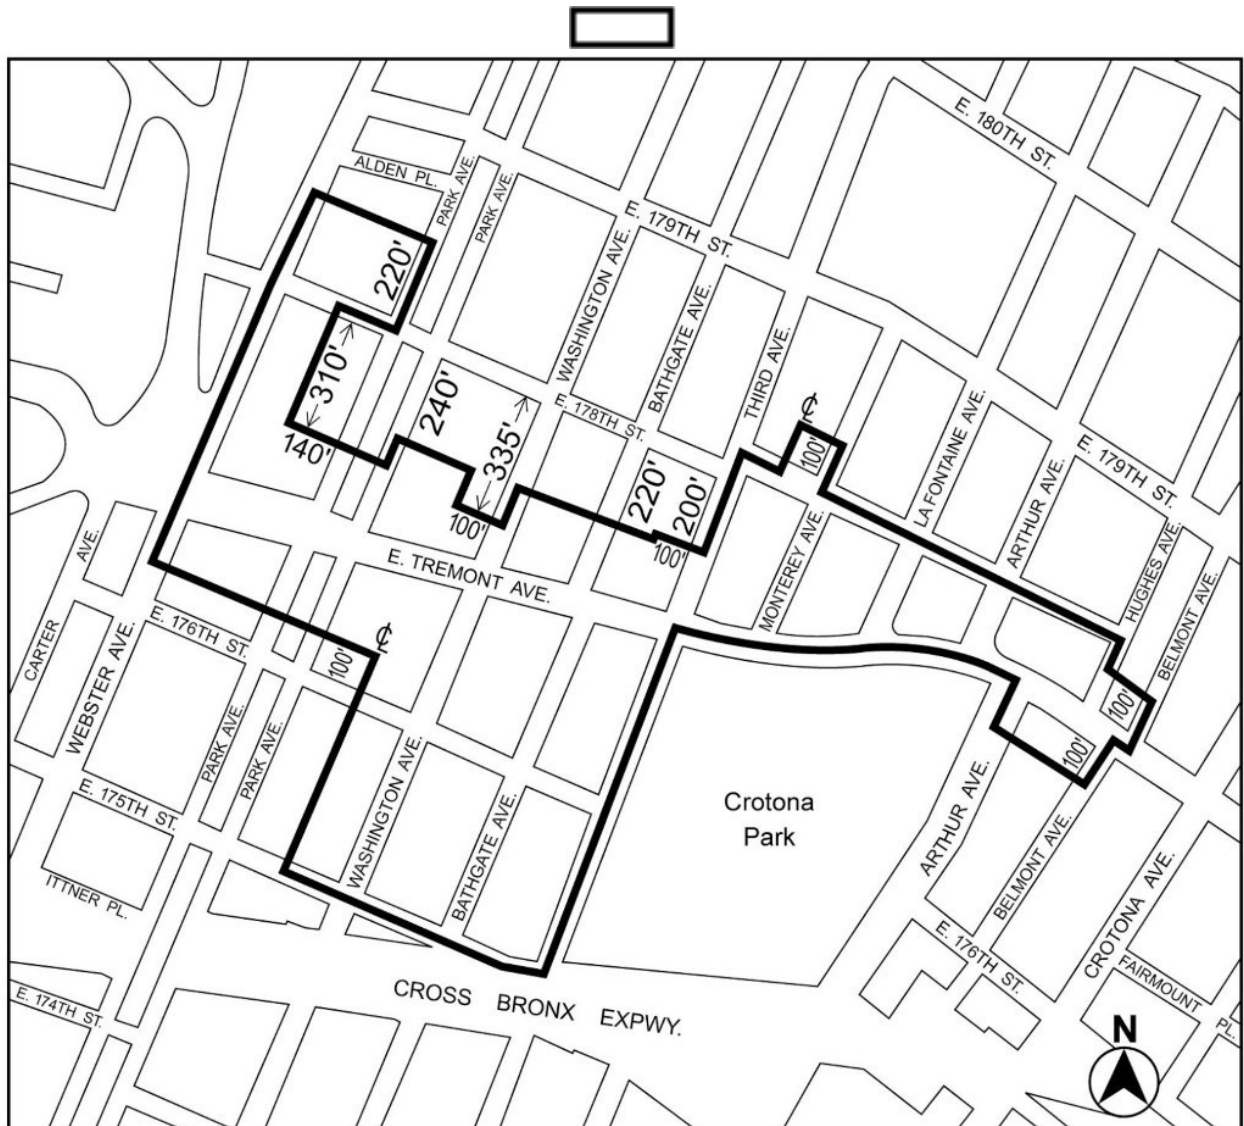 E. 180TH ST.
ALDEN PL.
PARK AVE.
PARK AVE.
E. 179TH ST.
220'
WASHINGTON AVE.
BATHGATE AVE.
THIRD AVE.
310'
240'
E. 178TH ST.
℄
335'
100'
140'
LAFONTAINE AVE.
ARTHUR AVE.
E. 179TH ST.
220'
200'
100'
100'
MONTEREY AVE.
HUGHES AVE.
BELMONT AVE.
AVE.
CARTER
E. TREMONT AVE.
WEBSTER AVE.
E. 176TH ST.
℄
100'
100'
100'
PARK AVE.
PARK AVE.
E. 175TH ST.
WASHINGTON AVE.
BATHGATE AVE.
Crotona
Park
ARTHUR AVE.
BELMONT AVE.
CROTONA AVE.
ITTNER PL.
E. 176TH ST.
FAIRMOUNT PL.
E. 174TH ST.
CROSS BRONX EXPWY.
N